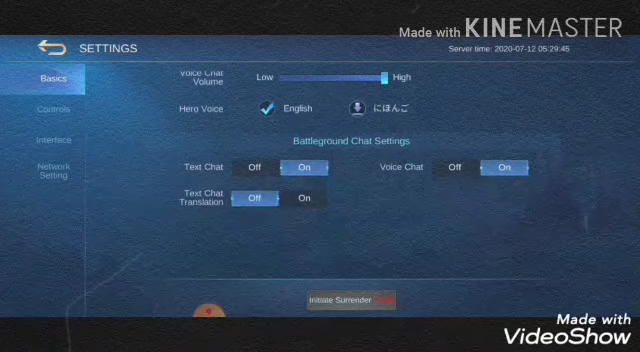 Made with KINEMASTER
SETTINGS
Server time: 2020-07-12 05:29:45
Basics
Voice Chat
Volume
Low
High
Controls
Hero Voice
English
にほんご
Interface
Battleground Chat Settings
Network
Setting
Text Chat
Off
On
Voice Chat
Off
On
Text Chat
Translation
Off
On
Initiate Surrender
Made with
VideoShow